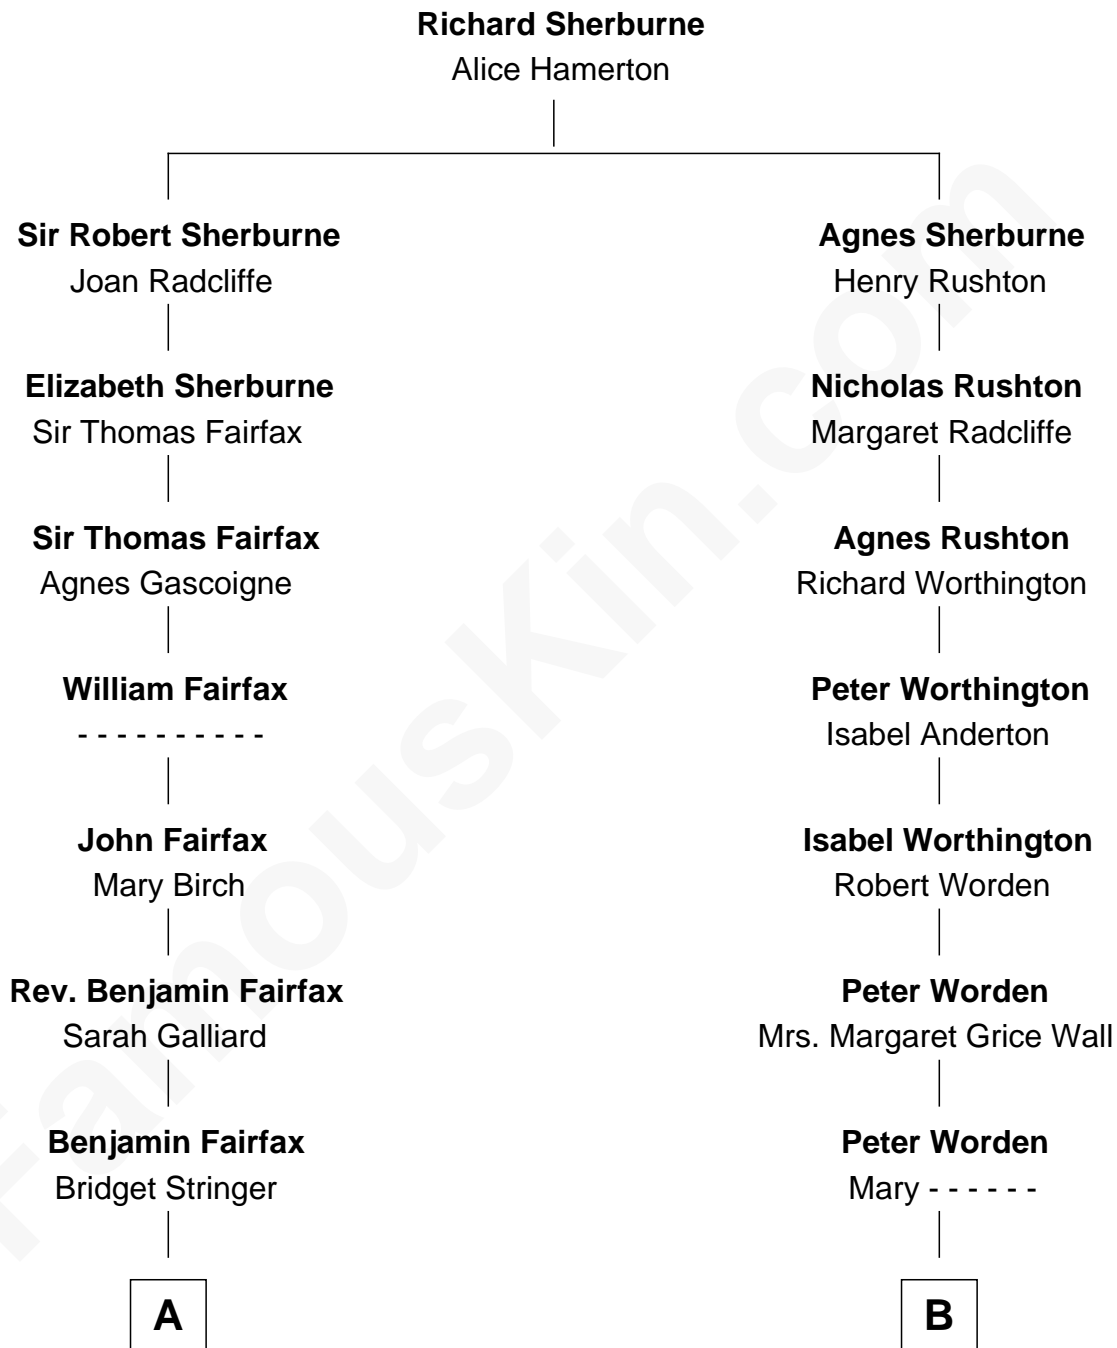 Richard Sherburne
Alice Hamerton
Sir Robert Sherburne
Joan Radcliffe
Agnes Sherburne
Henry Rushton
Elizabeth Sherburne
Sir Thomas Fairfax
Nicholas Rushton
Margaret Radcliffe
Sir Thomas Fairfax
Agnes Gascoigne
Agnes Rushton
Richard Worthington
William Fairfax
- - - - - - - - - -
Peter Worthington
Isabel Anderton
John Fairfax
Mary Birch
Isabel Worthington
Robert Worden
Rev. Benjamin Fairfax
Sarah Galliard
Peter Worden
Mrs. Margaret Grice Wall
Benjamin Fairfax
Bridget Stringer
Peter Worden
Mary - - - - - -
A
B
FamousKin.com